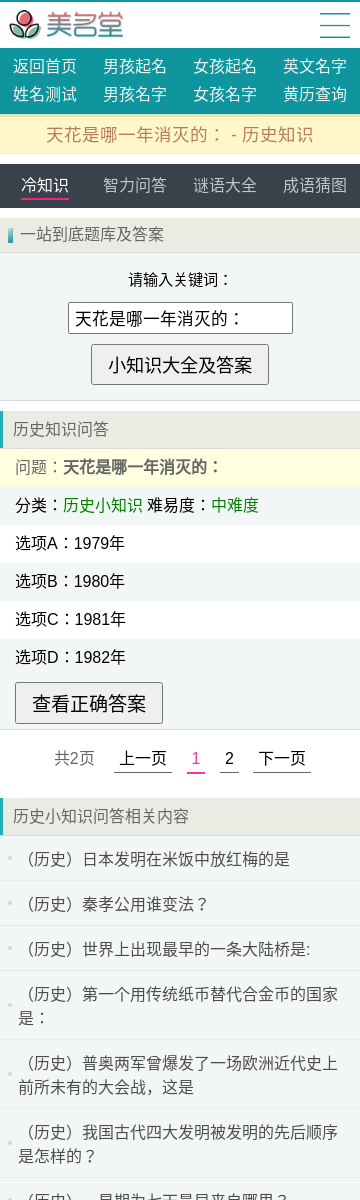 美名堂
返回首页 男孩起名 女孩起名 英文名字
姓名测试 男孩名字 女孩名字 黄历查询
天花是哪一年消灭的： - 历史知识
冷知识 智力问答 谜语大全 成语猜图
一站到底题库及答案
请输入关键词：
天花是哪一年消灭的：
小知识大全及答案
历史知识问答
问题：天花是哪一年消灭的：
分类：历史小知识 难易度：中难度
选项A：1979年
选项B：1980年
选项C：1981年
选项D：1982年
查看正确答案
共2页 上一页 1 2 下一页
历史小知识问答相关内容
（历史）日本发明在米饭中放红梅的是
（历史）秦孝公用谁变法？
（历史）世界上出现最早的一条大陆桥是:
（历史）第一个用传统纸币替代合金币的国家
是：
（历史）普奥两军曾爆发了一场欧洲近代史上
前所未有的大会战，这是
（历史）我国古代四大发明被发明的先后顺序
是怎样的？